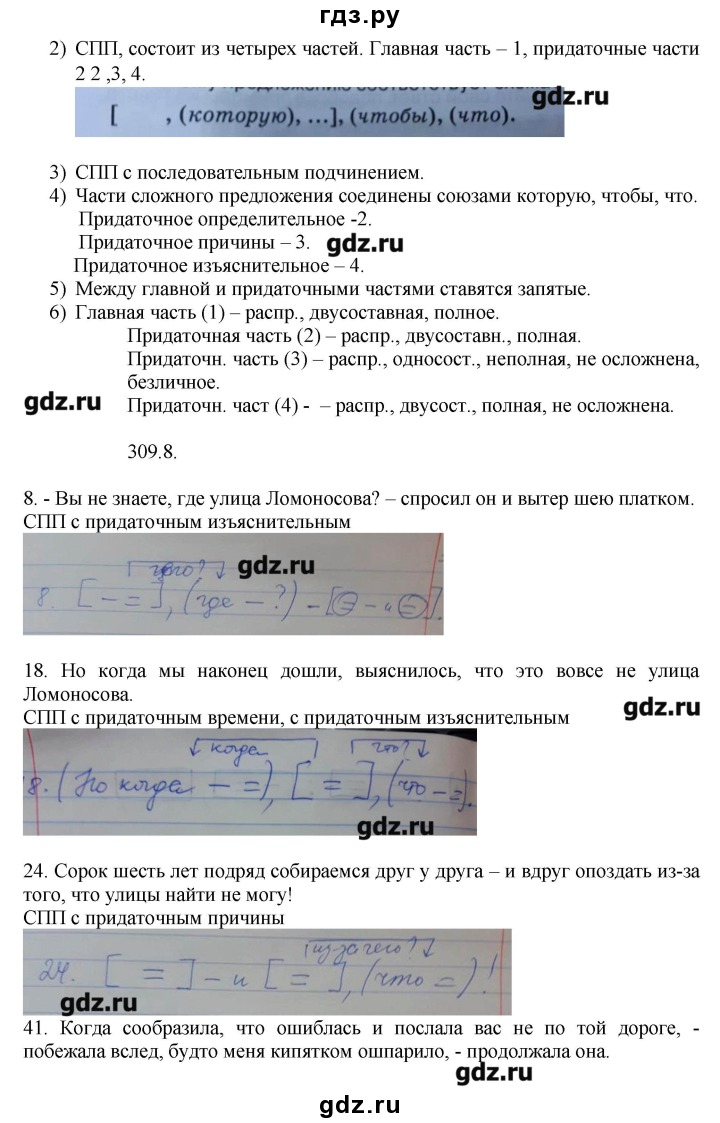 гдз.ру
2) СПП, состоит из четырех частей. Главная часть – 1, придаточные части
2 2 ,3, 4.
gdz.ru
[ , (которую), ...], (чтобы), (что).
3) СПП с последовательным подчинением.
4) Части сложного предложения соединены союзами которую, чтобы, что.
Придаточное определительное -2.
Придаточное причины – 3.
gdz.ru
Придаточное изъяснительное – 4.
5) Между главной и придаточными частями ставятся запятые.
6) Главная часть (1) – распр., двусоставная, полное.
Придаточная часть (2) – распр., двусоставн., полная.
Придаточн. часть (3) – распр., односост., неполная, не осложнена,
безличное.
gdz.ru
Придаточн. част (4) - – распр., двусост., полная, не осложнена.
309.8.
8. - Вы не знаете, где улица Ломоносова? – спросил он и вытер шею платком.
СПП с придаточным изъяснительным
gdz.ru
чего?
8. [ – = ], (где – ?) – [ – и ].
18. Но когда мы наконец дошли, выяснилось, что это вовсе не улица
Ломоносова.
gdz.ru
СПП с придаточным времени, с придаточным изъяснительным
когда что?
8. (Но когда – =), [ = ], (что – =).
gdz.ru
24. Сорок шесть лет подряд собираемся друг у друга – и вдруг опоздать из-за
того, что улицы найти не могу!
СПП с придаточным причины
из-за чего?
24. [ = ] – и [ = ], (что =)!
gdz.ru
41. Когда сообразила, что ошиблась и послала вас не по той дороге, -
побежала вслед, будто меня кипятком ошпарило, - продолжала она.
gdz.ru
gdz.ru